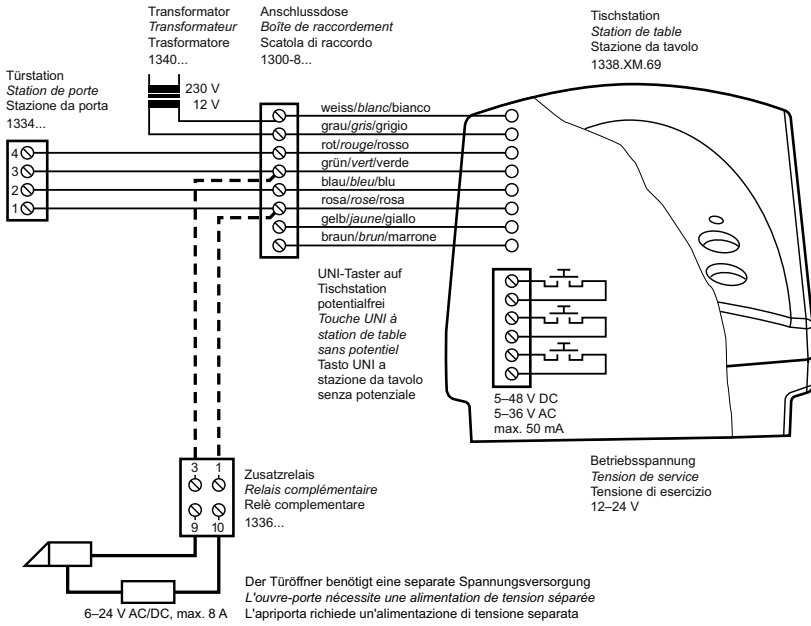 Transformator
Transformateur
Trasformatore
1340...
Anschlussdose
Boîte de raccordement
Scatola di raccordo
1300-8...
Tischstation
Station de table
Stazione da tavolo
1338.XM.69
Türstation
Station de porte
Stazione da porta
1334...
230 V
12 V
weiss/blanc/bianco
grau/gris/grigio
rot/rouge/rosso
grün/vert/verde
blau/bleu/blu
rosa/rose/rosa
gelb/jaune/giallo
braun/brun/marrone
4
3
2
1
UNI-Taster auf
Tischstation
potentialfrei
Touche UNI à
station de table
sans potentiel
Tasto UNI a
stazione da tavolo
senza potenziale
5–48 V DC
5–36 V AC
max. 50 mA
Betriebsspannung
Tension de service
Tensione di esercizio
12–24 V
3 1
9 10
Zusatzrelais
Relais complémentaire
Relè complementare
1336...
6–24 V AC/DC, max. 8 A
Der Türöffner benötigt eine separate Spannungsversorgung
L'ouvre-porte nécessite une alimentation de tension séparée
L'apriporta richiede un'alimentazione di tensione separata